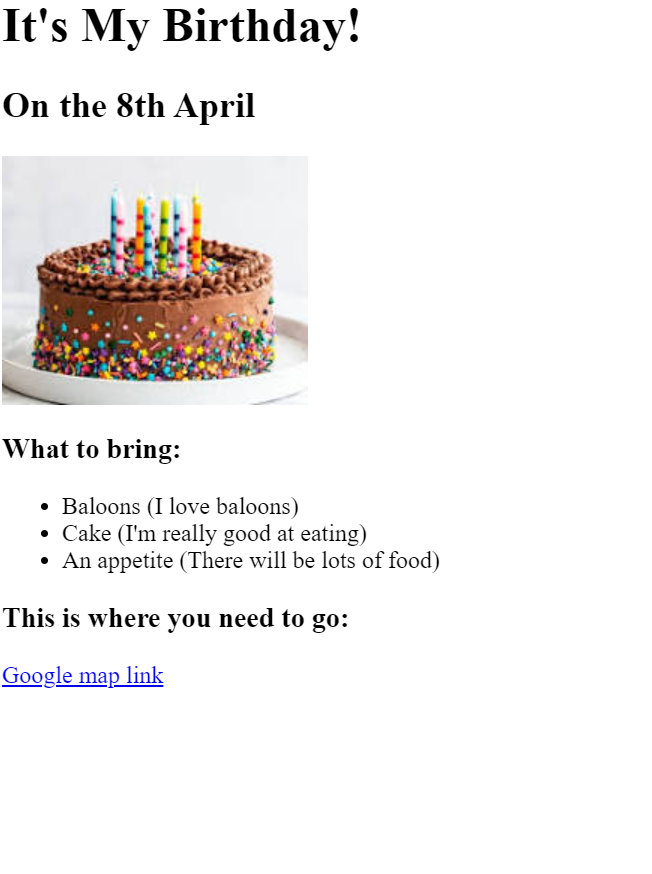 It's My Birthday!
On the 8th April
What to bring:
Baloons (I love baloons)
Cake (I'm really good at eating)
An appetite (There will be lots of food)
This is where you need to go:
Google map link